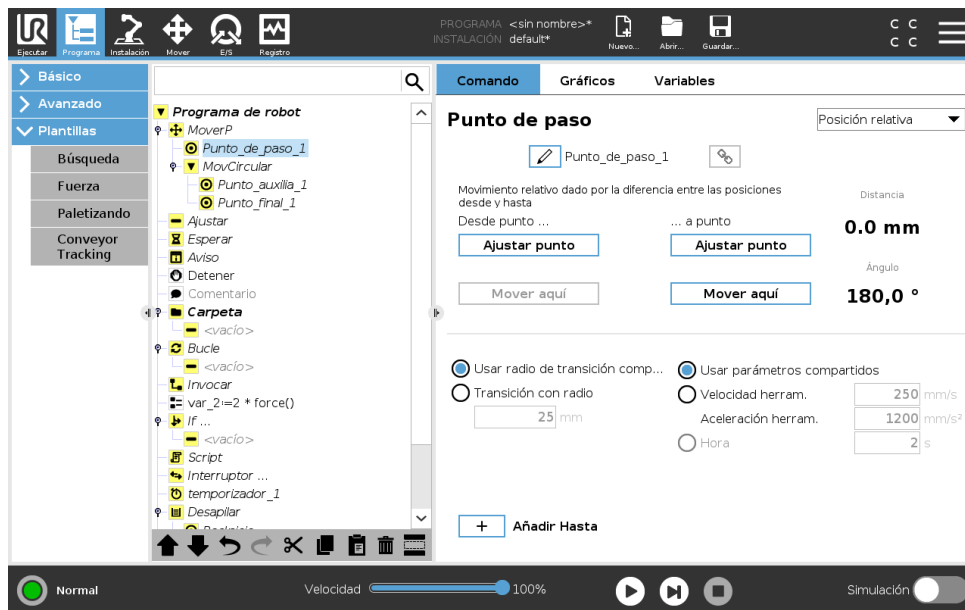 PROGRAMA <sin nombre>*
INSTALACIÓN default*
Ejecutar
Programa
Instalación
Mover
E/S
Registro
Nuevo...
Abrir...
Guardar...
C C
C C
Básico
Avanzado
Plantillas
Búsqueda
Fuerza
Paletizando
Conveyor
Tracking
Programa de robot
MoverP
Punto_de_paso_1
MovCircular
Punto_auxilia_1
Punto_final_1
Ajustar
Esperar
Aviso
Detener
Comentario
Carpeta
<vacío>
Bucle
<vacío>
Invocar
var_2≔2 * force()
If ...
<vacío>
Script
Interruptor ...
temporizador_1
Desapilar
Comando Gráficos Variables
Punto de paso
Posición relativa
Punto_de_paso_1
Movimiento relativo dado por la diferencia entre las posiciones
desde y hasta
Desde punto ...
... a punto
Ajustar punto
Ajustar punto
Mover aquí
Mover aquí
Distancia
0.0 mm
Ángulo
180,0 °
Usar radio de transición comp...
Transición con radio
25 mm
Usar parámetros compartidos
Velocidad herram. 250 mm/s
Aceleración herram. 1200 mm/s²
Hora 2 s
+ Añadir Hasta
Normal
Velocidad 100%
Simulación